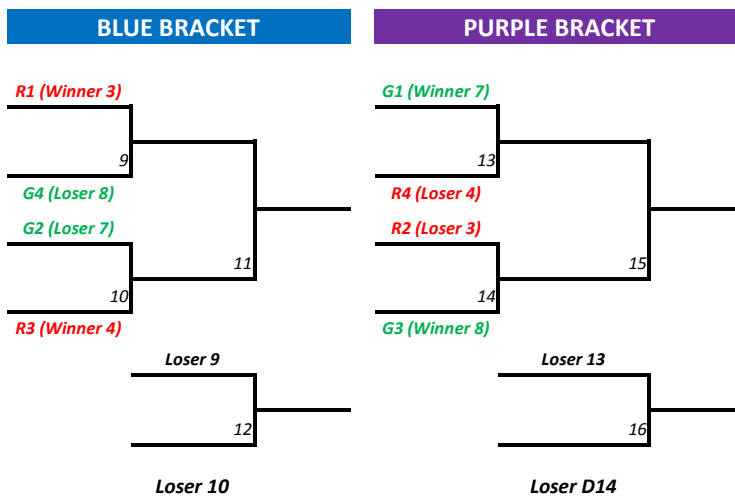 BLUE BRACKET
R1 (Winner 3)
9
G4 (Loser 8)
G2 (Loser 7)
11
10
R3 (Winner 4)
Loser 9
12
Loser 10
PURPLE BRACKET
G1 (Winner 7)
13
R4 (Loser 4)
R2 (Loser 3)
15
14
G3 (Winner 8)
Loser 13
16
Loser D14